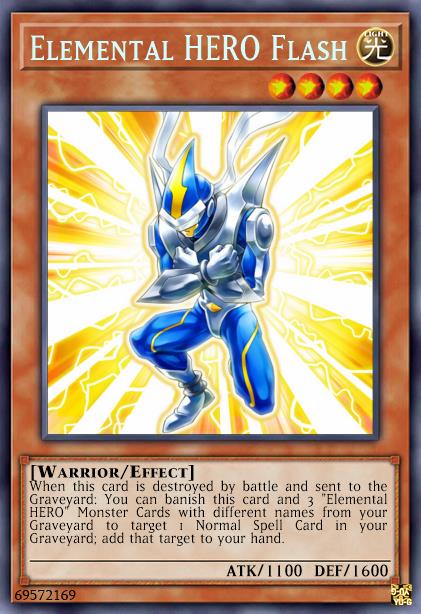 ELEMENTAL HERO FLASH
LIGHT
光
[WARRIOR/EFFECT]
When this card is destroyed by battle and sent to the
Graveyard: You can banish this card and 3 "Elemental
HERO" Monster Cards with different names from your
Graveyard to target 1 Normal Spell Card in your
Graveyard; add that target to your hand.
ATK/1100 DEF/1600
69572169